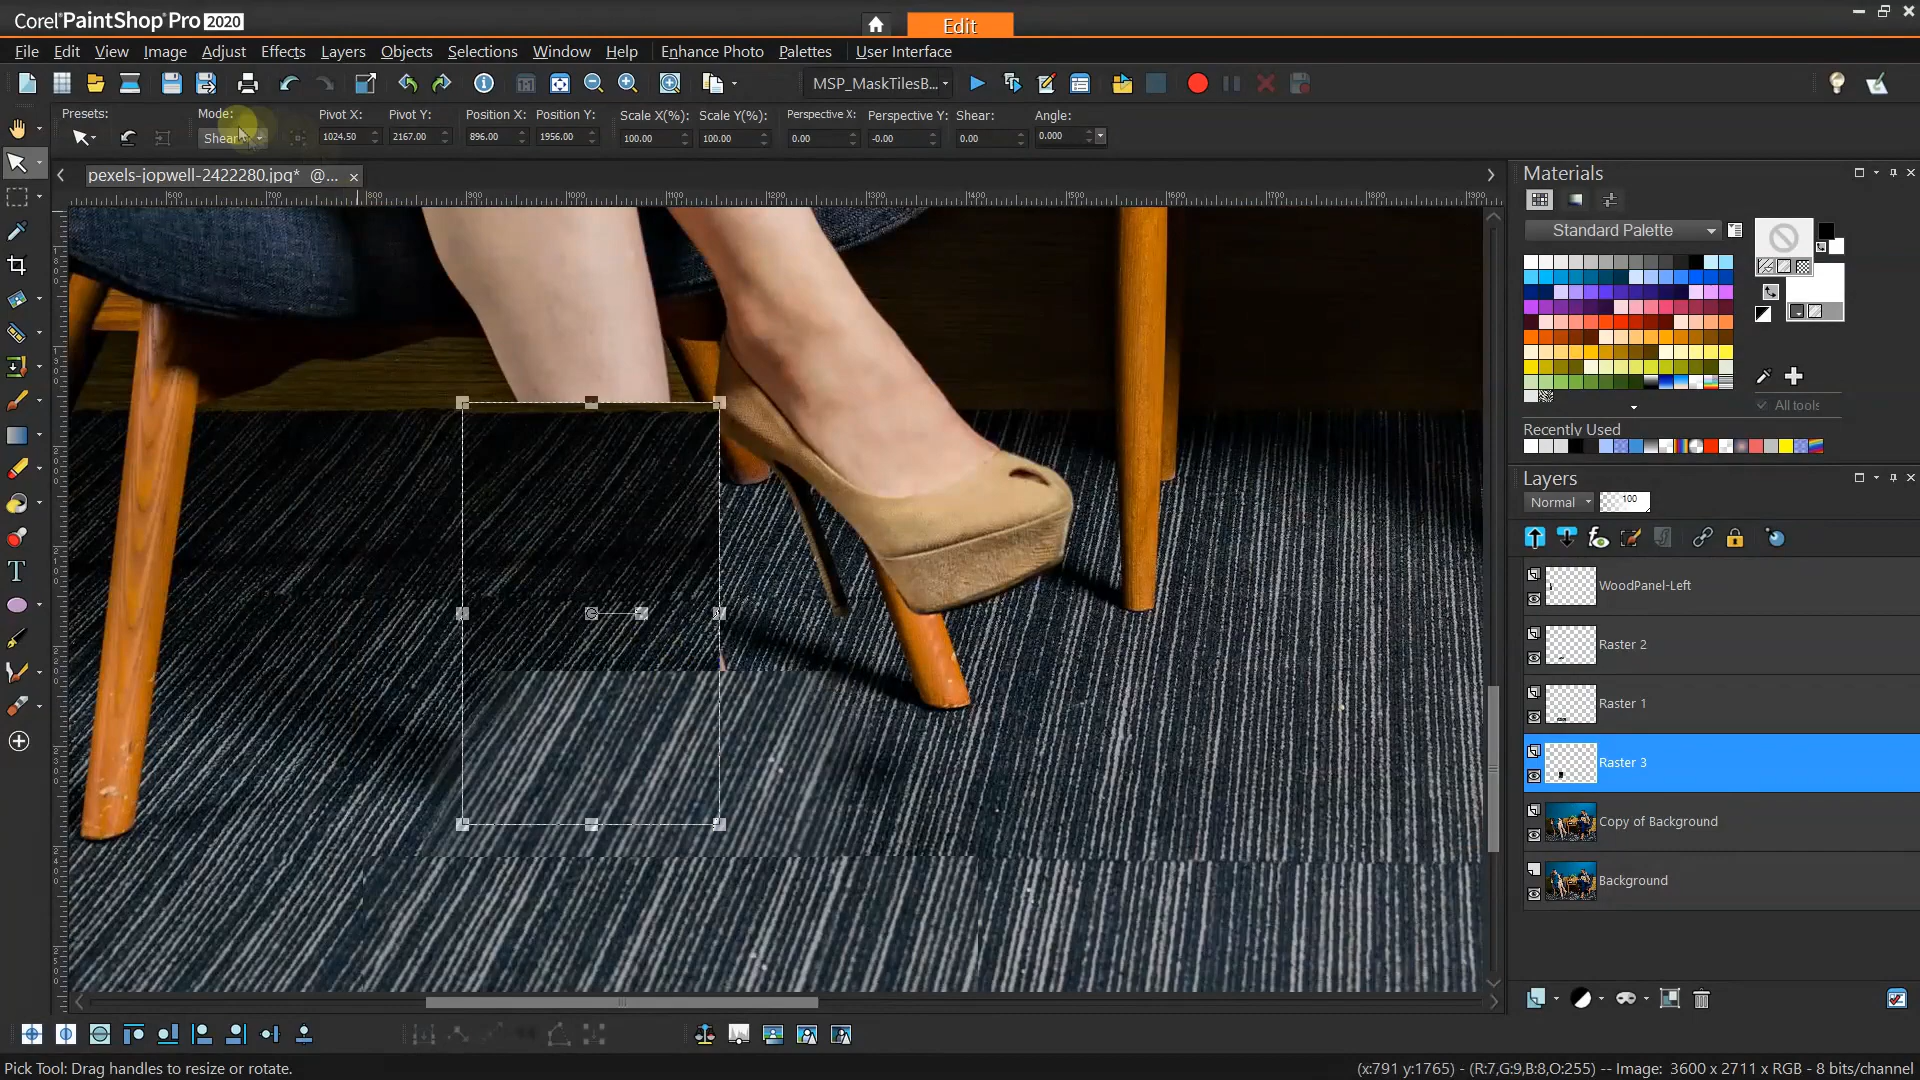 Corel PaintShop Pro 2020
Edit
File Edit View Image Adjust Effects Layers Objects Selections Window Help Enhance Photo Palettes User Interface
MSP_MaskTilesB...
Presets: Mode: Pivot X: Pivot Y: Position X: Position Y: Scale X(%): Scale Y(%): Perspective X: Perspective Y: Shear: Angle:
Shear 1024.50 2167.00 896.00 1956.00 100.00 100.00 0.00 -0.00 0.00 0.000
pexels-jopwell-2422280.jpg* @...
Materials
Standard Palette
All tools
Recently Used
Layers
Normal 100
WoodPanel-Left
Raster 2
Raster 1
Raster 3
Copy of Background
Background
Pick Tool: Drag handles to resize or rotate.
(x:791 y:1765) - (R:7,G:9,B:8,O:255) -- Image: 3600 x 2711 x RGB - 8 bits/channel